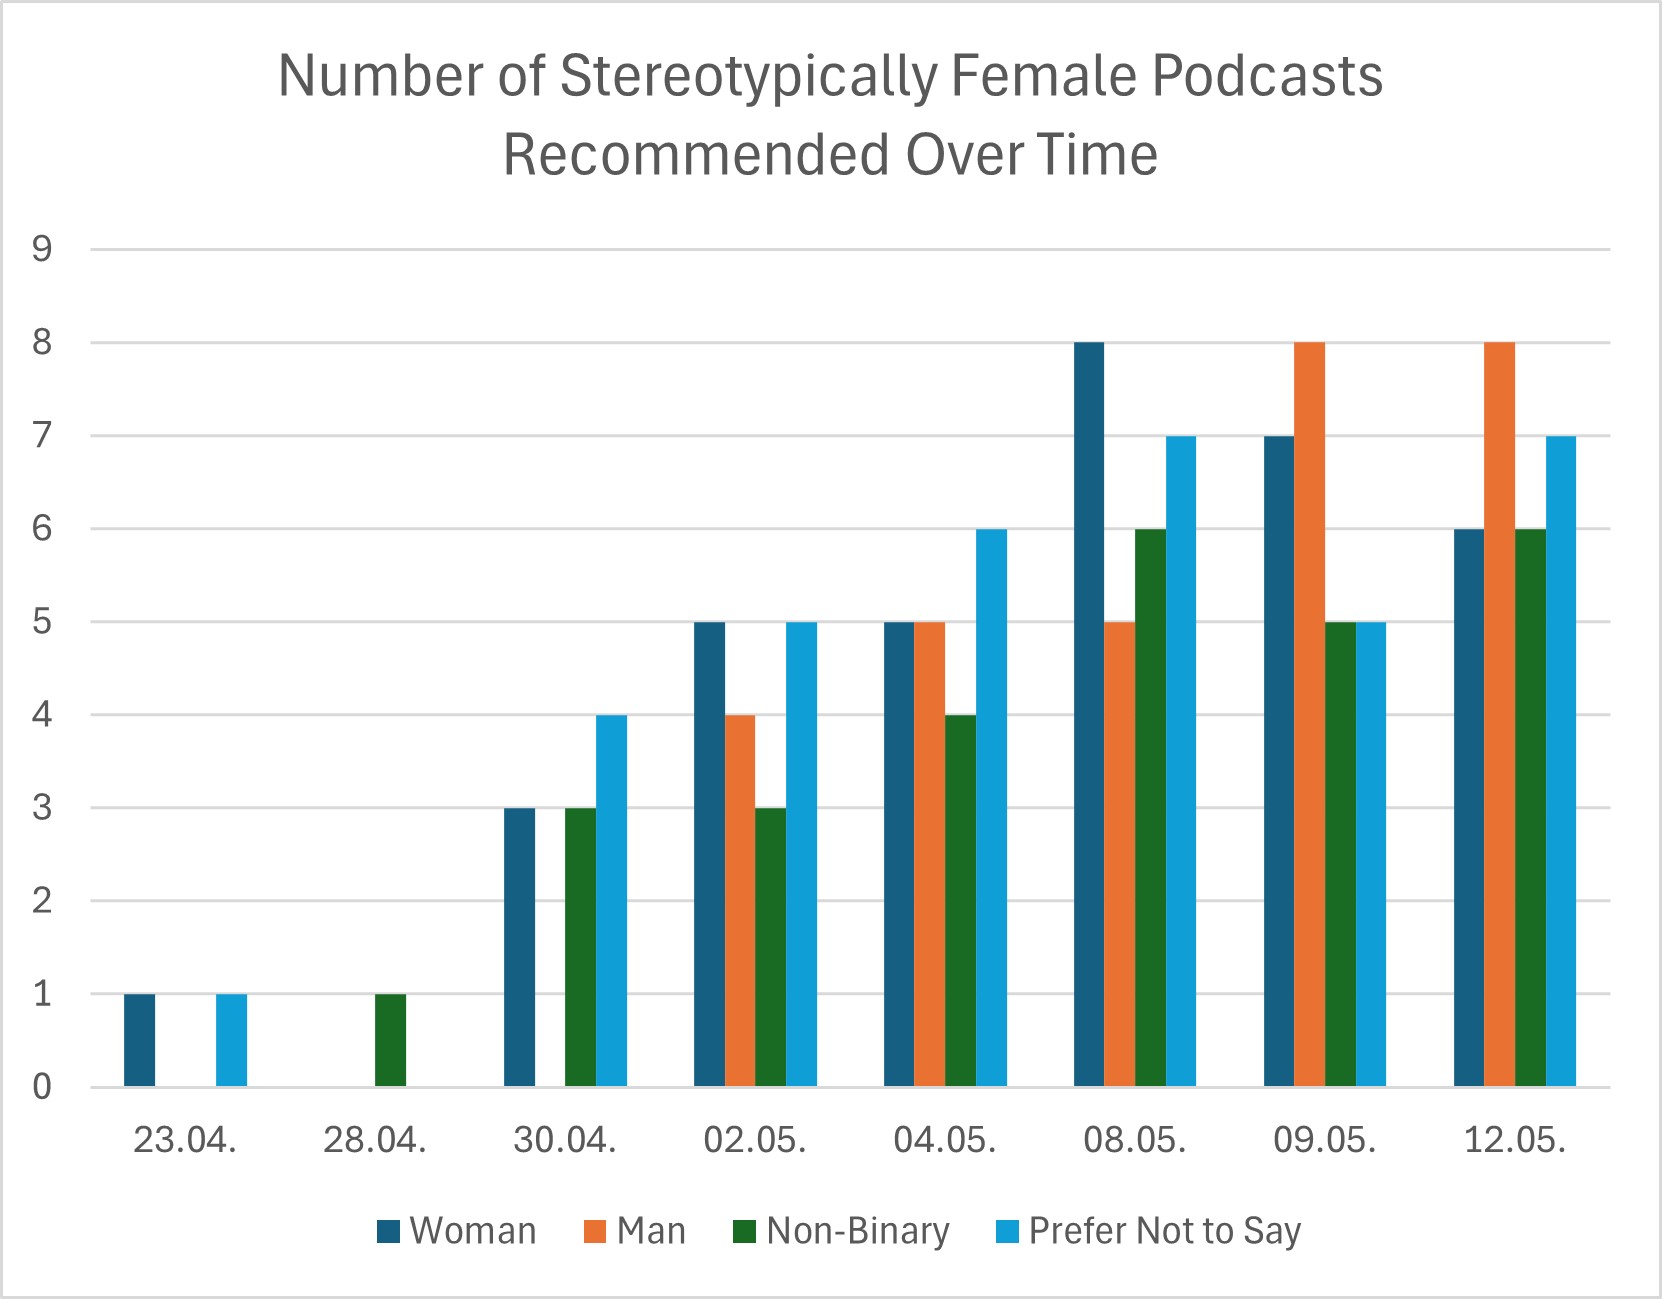 Number of Stereotypically Female Podcasts
Recommended Over Time
9
8
7
6
5
4
3
2
1
0
23.04. 28.04. 30.04. 02.05. 04.05. 08.05. 09.05. 12.05.
Woman Man Non-Binary Prefer Not to Say